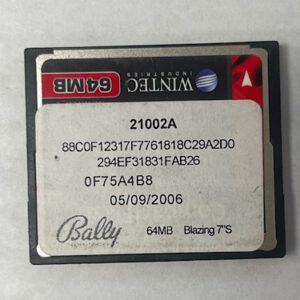 64MB
WINTEC
INDUSTRIES
21002A
88C0F12317F7761818C29A2D0
294EF31831FAB26
0F75A4B8
05/09/2006
Bally
64MB Blazing 7"S